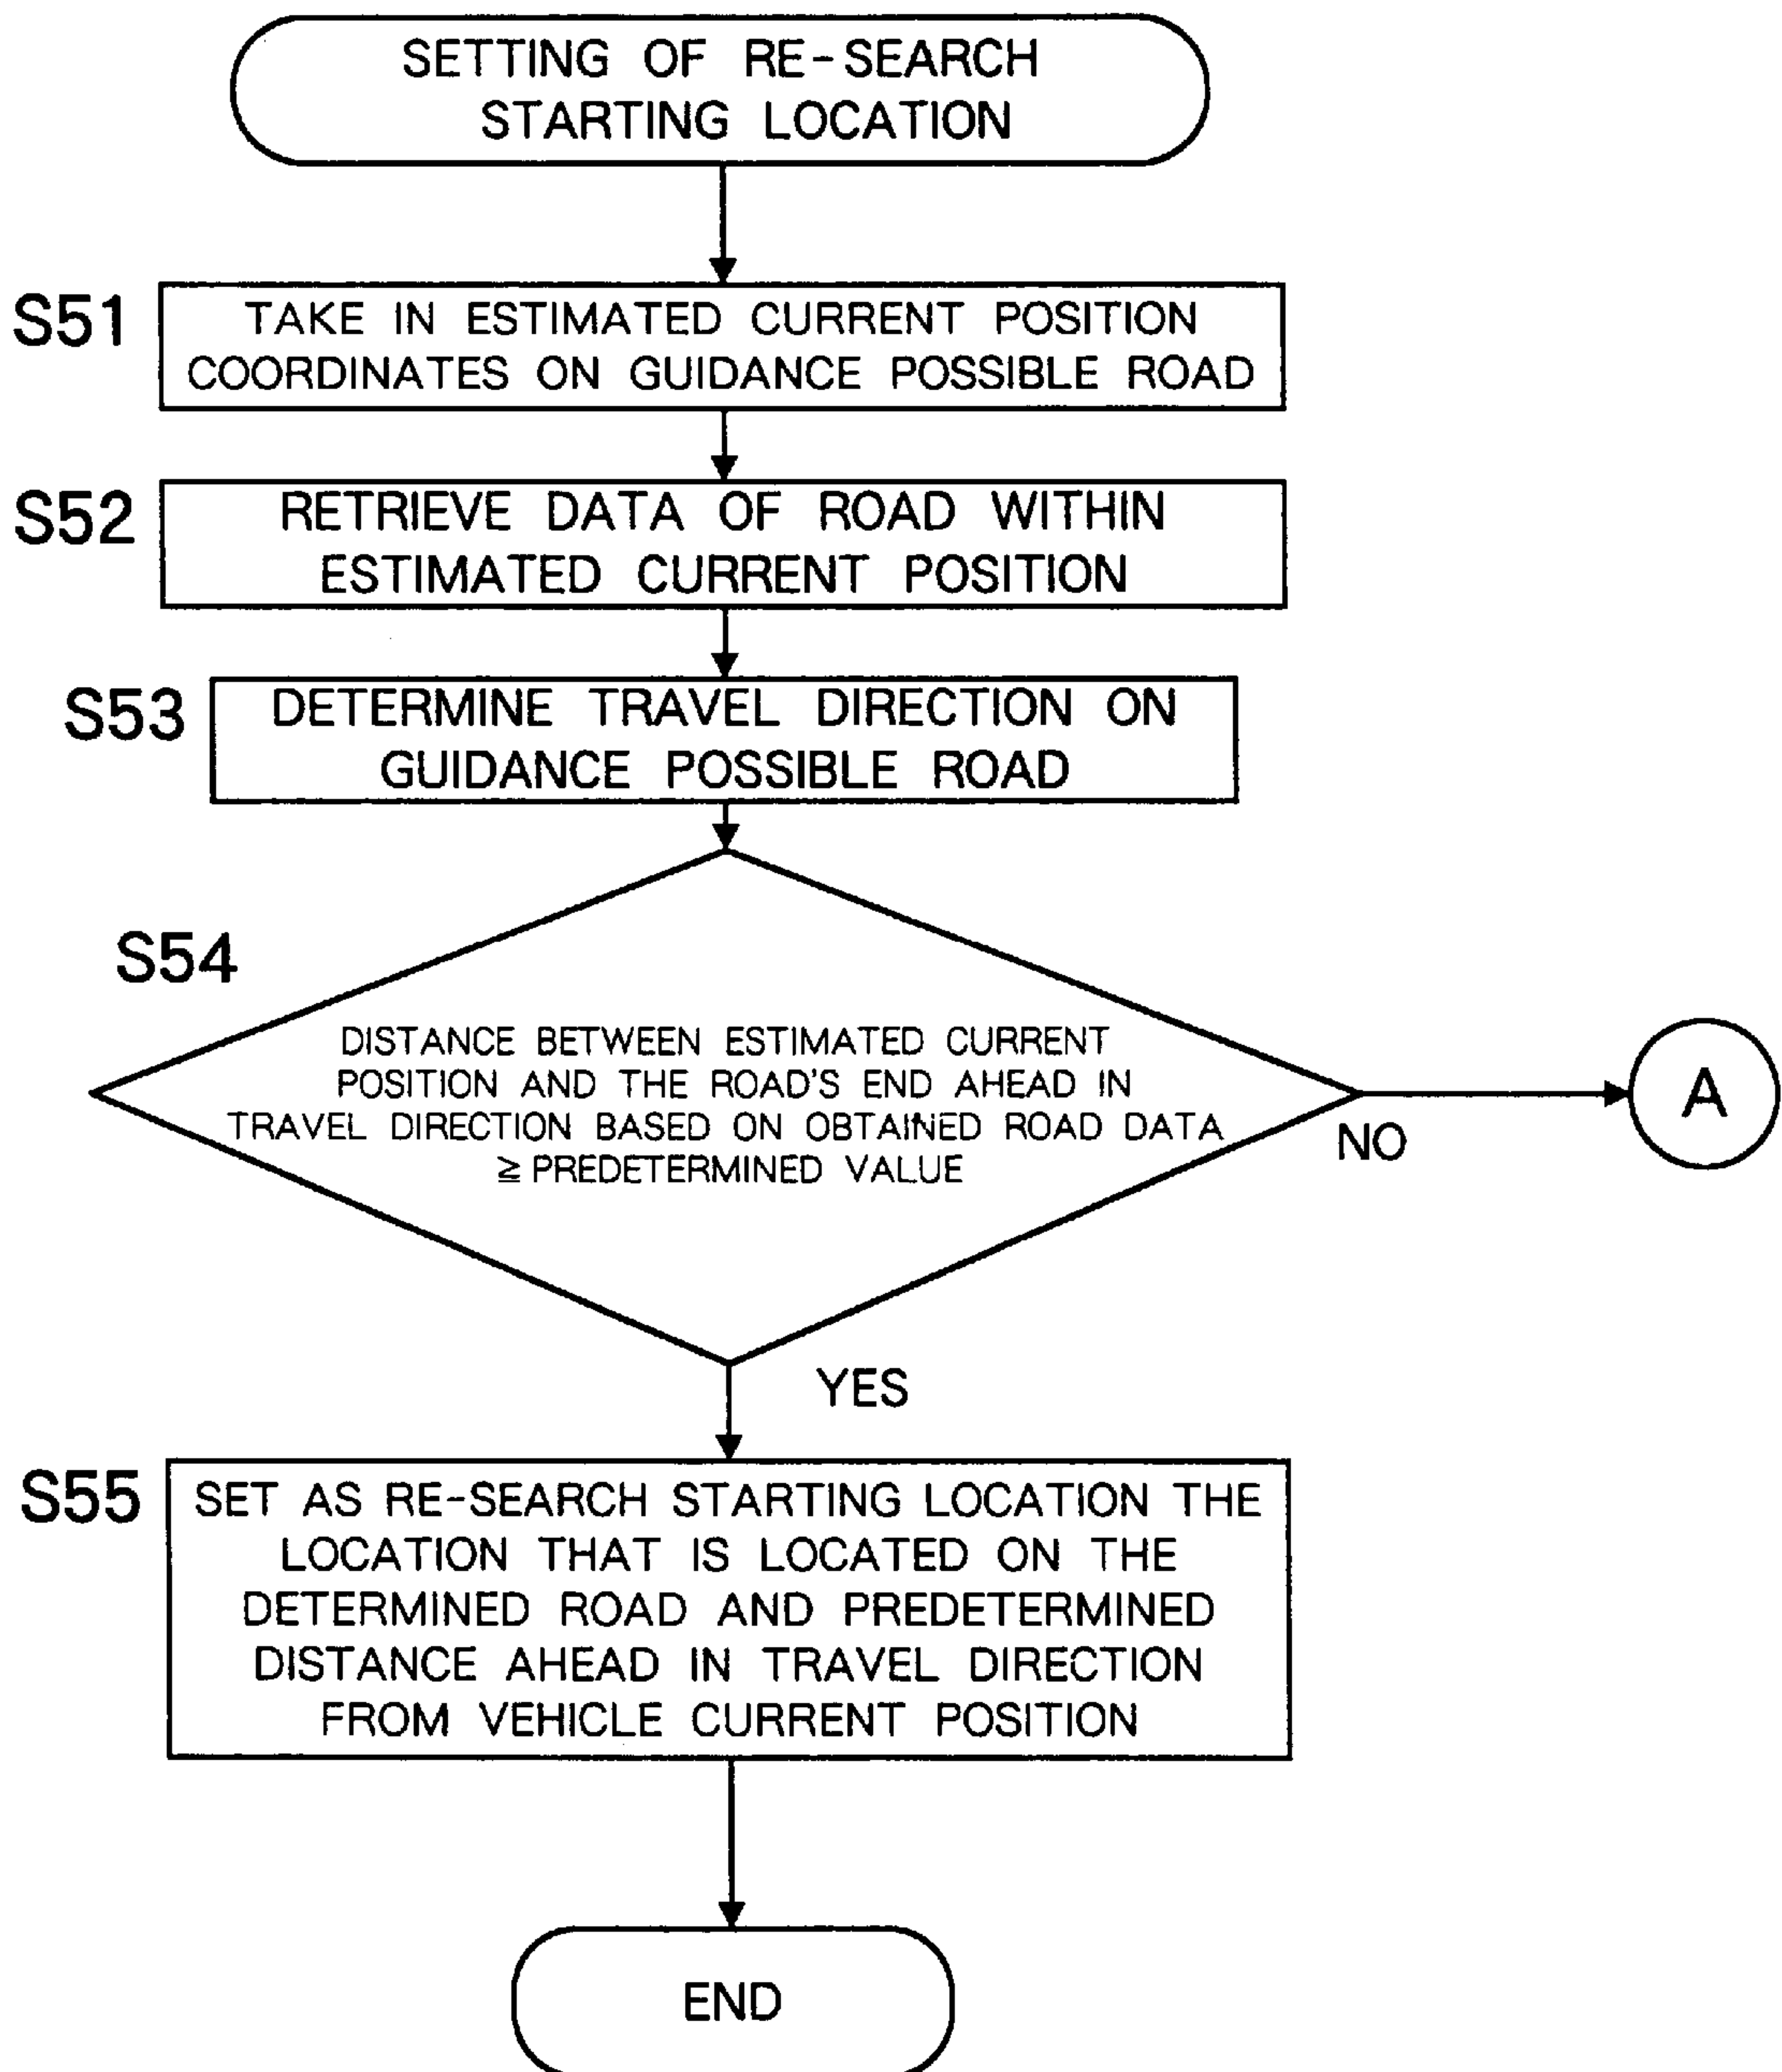 SETTING OF RE-SEARCH
STARTING LOCATION
S51
TAKE IN ESTIMATED CURRENT POSITION
COORDINATES ON GUIDANCE POSSIBLE ROAD
S52
RETRIEVE DATA OF ROAD WITHIN
ESTIMATED CURRENT POSITION
S53
DETERMINE TRAVEL DIRECTION ON
GUIDANCE POSSIBLE ROAD
S54
DISTANCE BETWEEN ESTIMATED CURRENT
POSITION AND THE ROAD'S END AHEAD IN
TRAVEL DIRECTION BASED ON OBTAINED ROAD DATA
≧ PREDETERMINED VALUE
NO
A
YES
S55
SET AS RE-SEARCH STARTING LOCATION THE
LOCATION THAT IS LOCATED ON THE
DETERMINED ROAD AND PREDETERMINED
DISTANCE AHEAD IN TRAVEL DIRECTION
FROM VEHICLE CURRENT POSITION
END